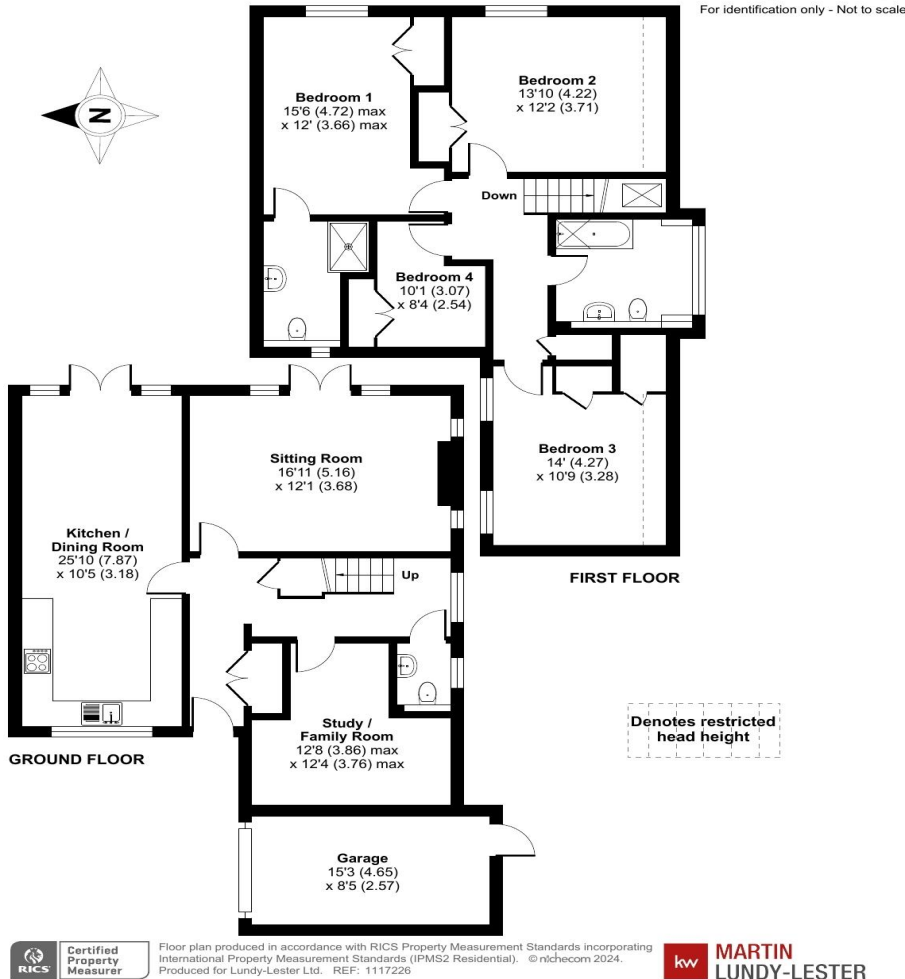 For identification only - Not to scale
N
Bedroom 1
15'6 (4.72) max
x 12' (3.66) max
Bedroom 2
13'10 (4.22)
x 12'2 (3.71)
Down
Bedroom 4
10'1 (3.07)
x 8'4 (2.54)
Bedroom 3
14' (4.27)
x 10'9 (3.28)
FIRST FLOOR
Sitting Room
16'11 (5.16)
x 12'1 (3.68)
Kitchen /
Dining Room
25'10 (7.87)
x 10'5 (3.18)
Up
Study /
Family Room
12'8 (3.86) max
x 12'4 (3.76) max
GROUND FLOOR
Denotes restricted
head height
Garage
15'3 (4.65)
x 8'5 (2.57)
RICS
Certified
Property
Measurer
Floor plan produced in accordance with RICS Property Measurement Standards incorporating
International Property Measurement Standards (IPMS2 Residential). © nichecom 2024.
Produced for Lundy-Lester Ltd. REF: 1117226
kw
MARTIN
LUNDY-LESTER